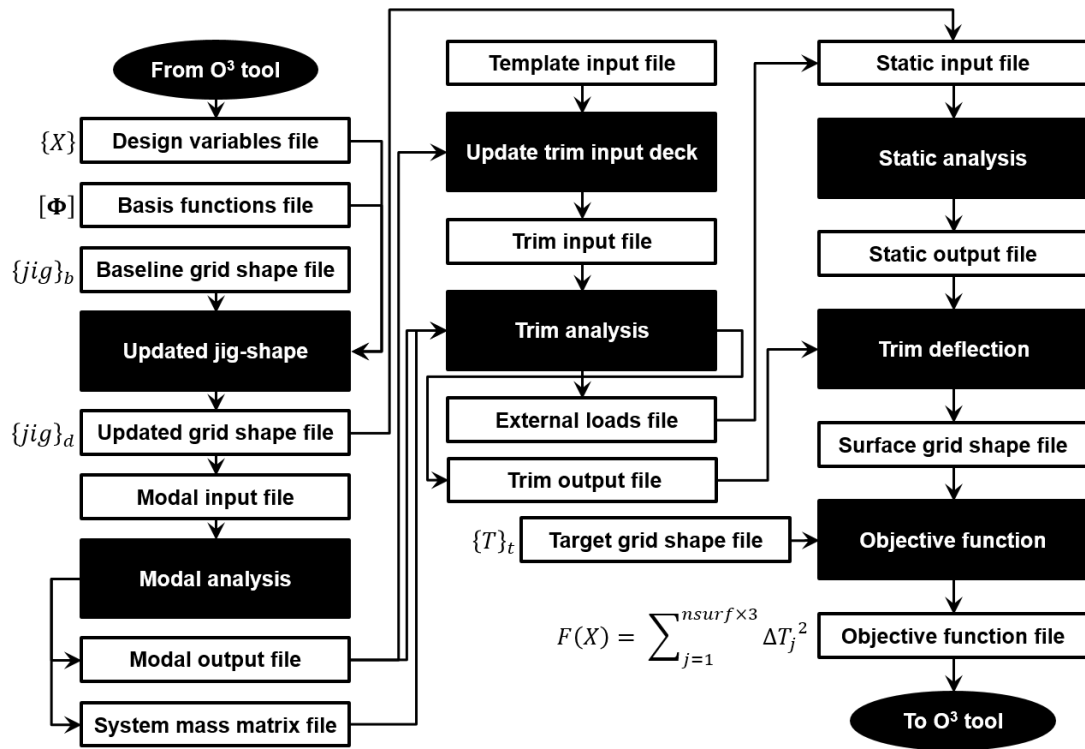 From O³ tool
{X}
Design variables file
[Φ]
Basis functions file
{jig}_b
Baseline grid shape file
Updated jig-shape
{jig}_d
Updated grid shape file
Modal input file
Modal analysis
Modal output file
System mass matrix file
Template input file
Update trim input deck
Trim input file
Trim analysis
External loads file
Trim output file
{T}_t
Target grid shape file
Static input file
Static analysis
Static output file
Trim deflection
Surface grid shape file
Objective function
F(X) = ∑_{j=1}^{nsurf×3} ΔT_j²
Objective function file
To O³ tool